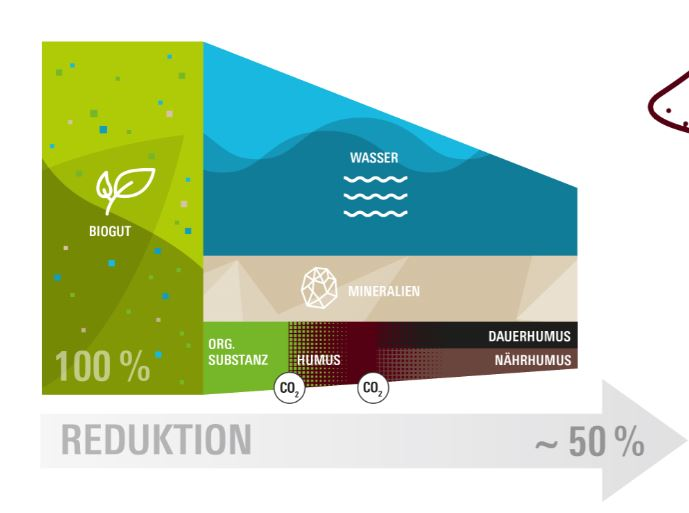 WASSER
BIOGUT
MINERALIEN
ORG.
SUBSTANZ
HUMUS
DAUERHUMUS
NÄHRHUMUS
100 %
CO₂
CO₂
REDUKTION
~ 50 %